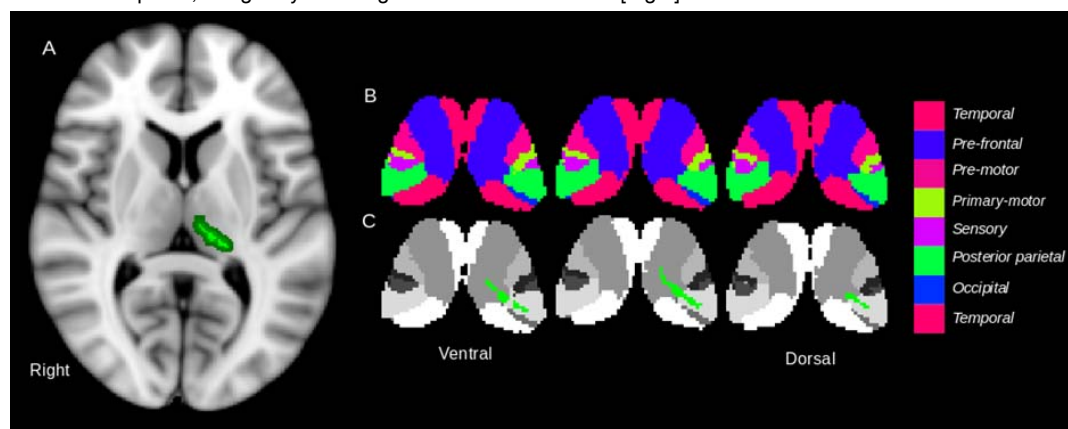 A
B
C
Right
Ventral
Dorsal
Temporal
Pre-frontal
Pre-motor
Primary-motor
Sensory
Posterior parietal
Occipital
Temporal